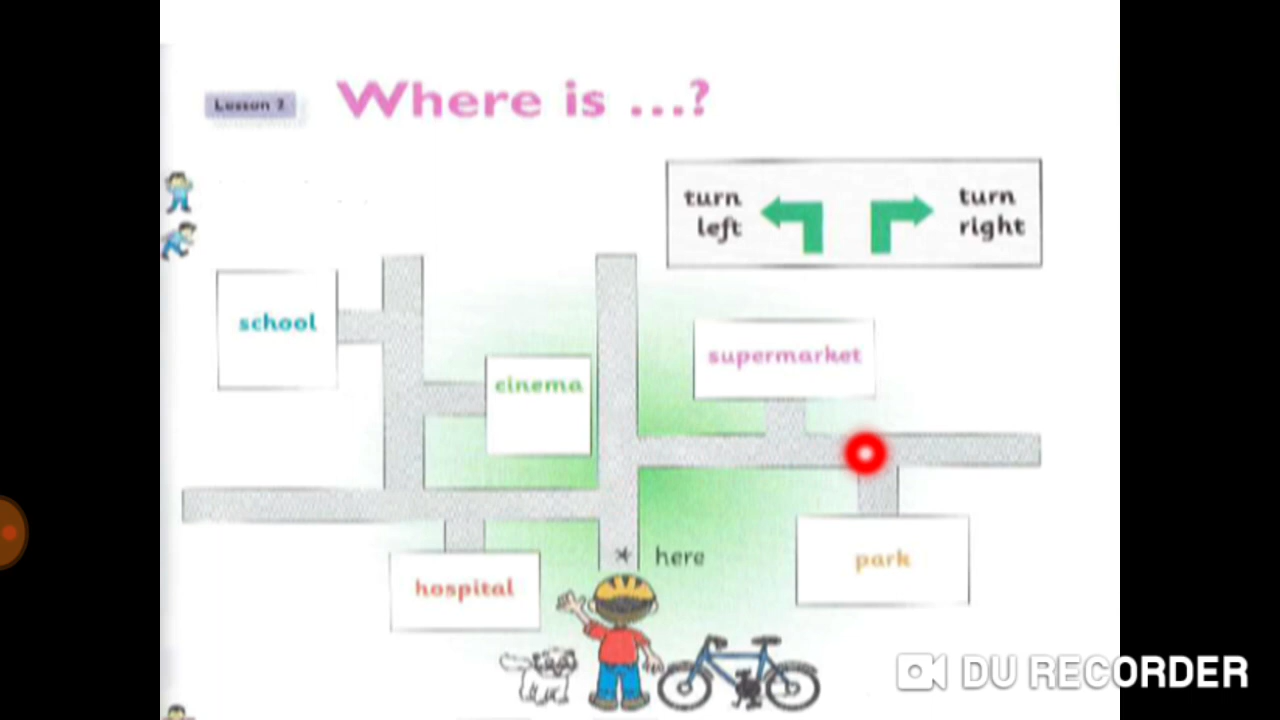 Lesson 2
Where is ...?
turn left
turn right
school
cinema
supermarket
* here
hospital
park
DU RECORDER